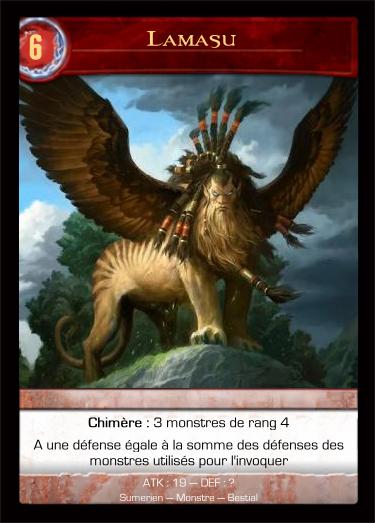 6
Lamasu
Chimère : 3 monstres de rang 4
A une défense égale à la somme des défenses des
monstres utilisés pour l'invoquer
ATK : 19 – DEF : ?
Sumerien – Monstre – Bestial